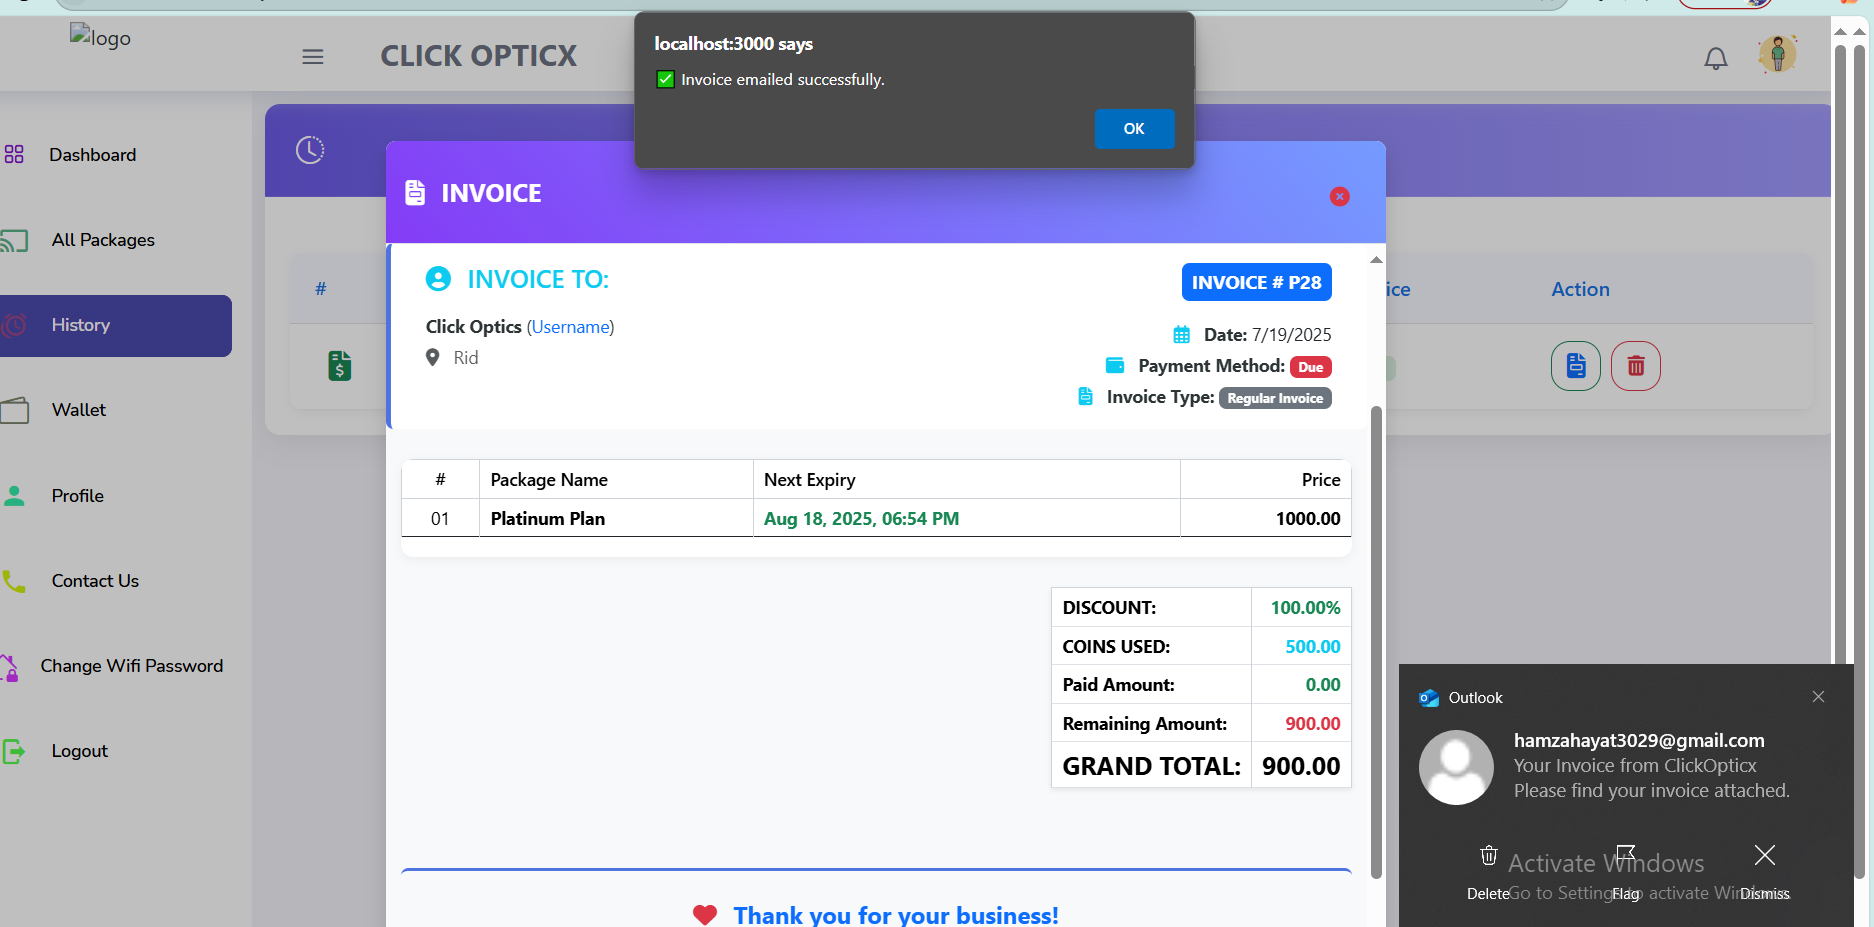 logo
CLICK OPTICX
localhost:3000 says
✅ Invoice emailed successfully.
OK
Dashboard
All Packages
History
Wallet
Profile
Contact Us
Change Wifi Password
Logout
#
ice
Action
INVOICE
INVOICE TO:
Click Optics (Username)
Rid
INVOICE # P28
Date: 7/19/2025
Payment Method: Due
Invoice Type: Regular Invoice
# Package Name Next Expiry Price
01 Platinum Plan Aug 18, 2025, 06:54 PM 1000.00
DISCOUNT: 100.00%
COINS USED: 500.00
Paid Amount: 0.00
Remaining Amount: 900.00
GRAND TOTAL: 900.00
Thank you for your business!
Outlook
hamzahayat3029@gmail.com
Your Invoice from ClickOpticx
Please find your invoice attached.
Delete
Flag
Dismiss
Activate Windows
Go to Settings to activate Windows.